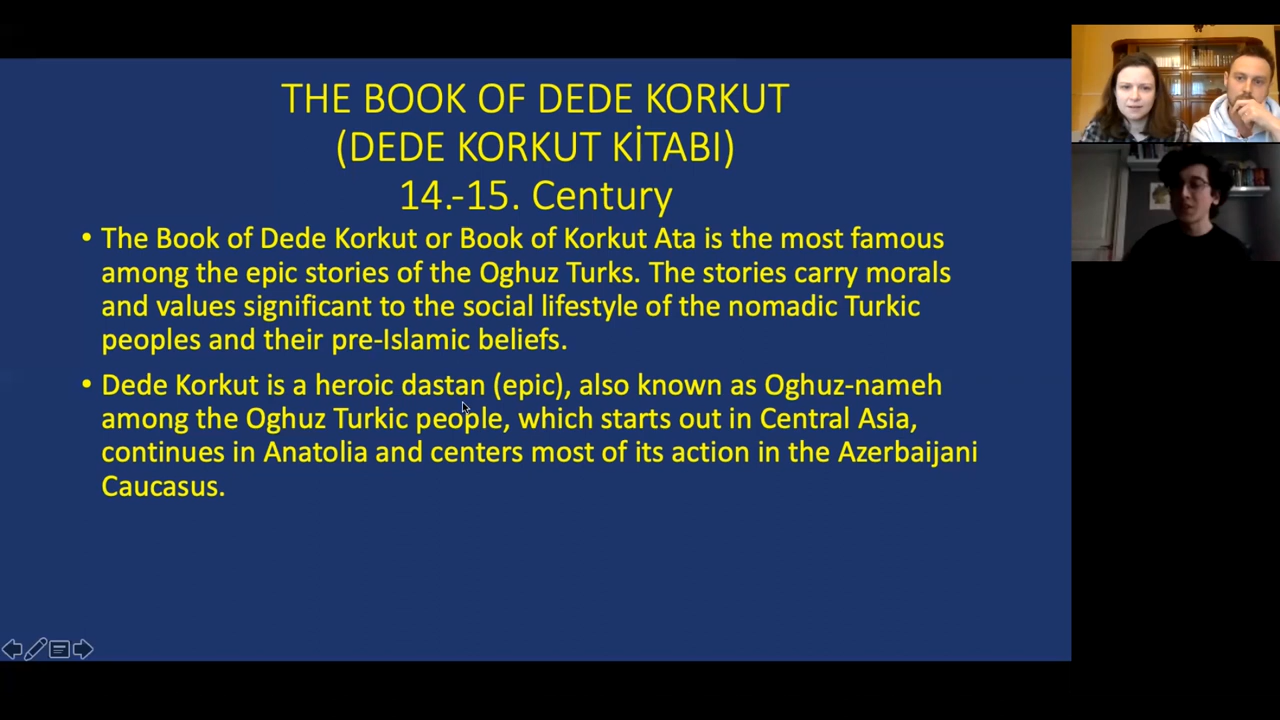 THE BOOK OF DEDE KORKUT
(DEDE KORKUT KİTABI)
14.-15. Century
• The Book of Dede Korkut or Book of Korkut Ata is the most famous
among the epic stories of the Oghuz Turks. The stories carry morals
and values significant to the social lifestyle of the nomadic Turkic
peoples and their pre-Islamic beliefs.
• Dede Korkut is a heroic dastan (epic), also known as Oghuz-nameh
among the Oghuz Turkic people, which starts out in Central Asia,
continues in Anatolia and centers most of its action in the Azerbaijani
Caucasus.